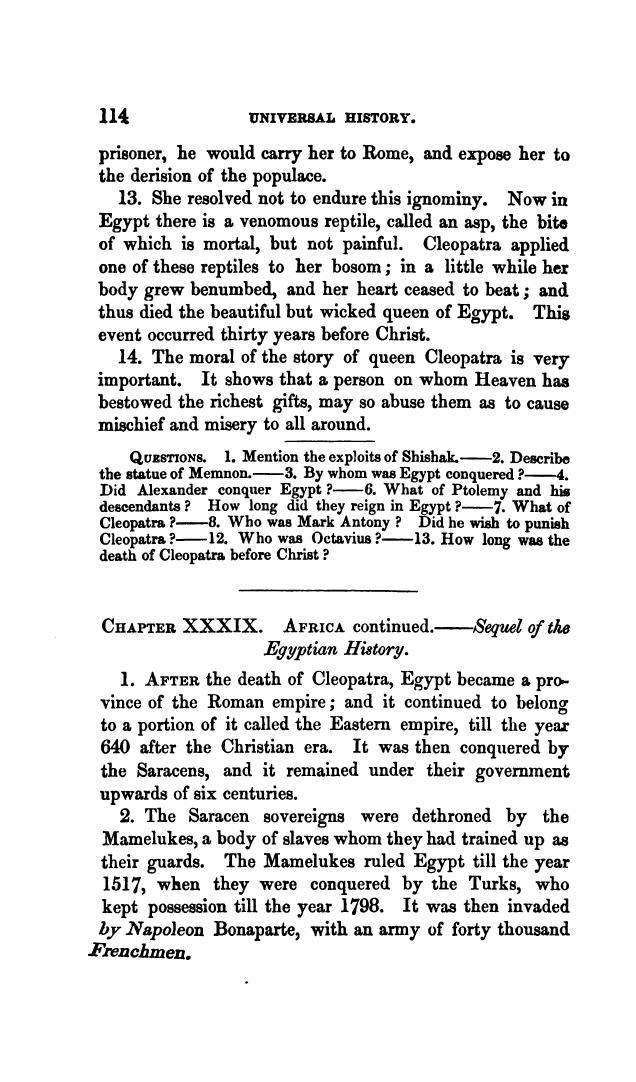 114 UNIVERSAL HISTORY.
prisoner, he would carry her to Rome, and expose her to
the derision of the populace.
13. She resolved not to endure this ignominy. Now in
Egypt there is a venomous reptile, called an asp, the bite
of which is mortal, but not painful. Cleopatra applied
one of these reptiles to her bosom; in a little while her
body grew benumbed, and her heart ceased to beat; and
thus died the beautiful but wicked queen of Egypt. This
event occurred thirty years before Christ.
14. The moral of the story of queen Cleopatra is very
important. It shows that a person on whom Heaven has
bestowed the richest gifts, may so abuse them as to cause
mischief and misery to all around.
QUESTIONS. 1. Mention the exploits of Shishak.——2. Describe
the statue of Memnon.——3. By whom was Egypt conquered?——4.
Did Alexander conquer Egypt?——6. What of Ptolemy and his
descendants? How long did they reign in Egypt?——7. What of
Cleopatra?——8. Who was Mark Antony? Did he wish to punish
Cleopatra?——12. Who was Octavius?——13. How long was the
death of Cleopatra before Christ?
CHAPTER XXXIX. AFRICA continued.——Sequel of the
Egyptian History.
1. AFTER the death of Cleopatra, Egypt became a pro-
vince of the Roman empire; and it continued to belong
to a portion of it called the Eastern empire, till the year
640 after the Christian era. It was then conquered by
the Saracens, and it remained under their government
upwards of six centuries.
2. The Saracen sovereigns were dethroned by the
Mamelukes, a body of slaves whom they had trained up as
their guards. The Mamelukes ruled Egypt till the year
1517, when they were conquered by the Turks, who
kept possession till the year 1798. It was then invaded
by Napoleon Bonaparte, with an army of forty thousand
Frenchmen.